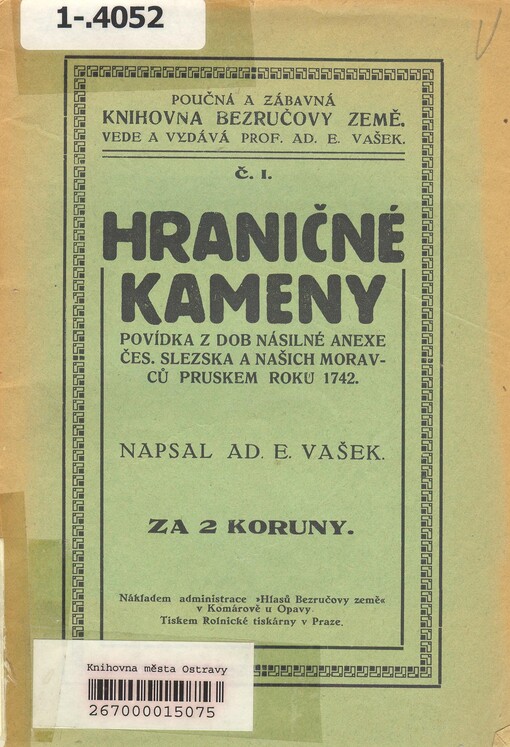 1-.4052
POUČNÁ A ZÁBAVNÁ
KNIHOVNA BEZRUČOVY ZEMĚ.
VEDE A VYDÁVÁ PROF. AD. E. VAŠEK.
Č. 1.
HRANIČNÉ
KAMENY
POVÍDKA Z DOB NÁSILNÉ ANEXE
ČES. SLEZSKA A NAŠICH MORAV-
CŮ PRUSKEM ROKU 1742.
NAPSAL AD. E. VAŠEK.
ZA 2 KORUNY.
Nákladem administrace »Hlasů Bezručovy země«
v Komárově u Opavy.
Tiskem Rolnické tiskárny v Praze.
Knihovna města Ostravy
267000015075